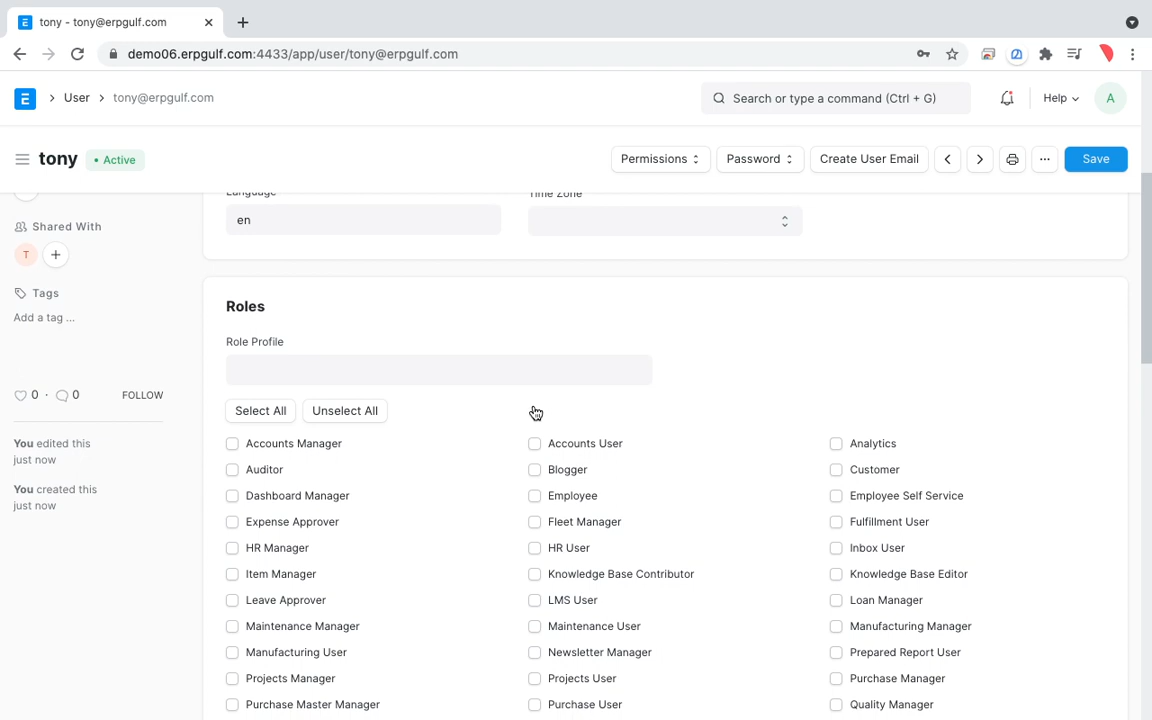 tony - tony@erpgulf.com
demo06.erpgulf.com:4433/app/user/tony@erpgulf.com
E > User > tony@erpgulf.com Search or type a command (Ctrl + G) Help A
tony Active Permissions Password Create User Email ... Save
Language Time Zone
en
Shared With
T
Tags
Add a tag ...
0 · 0 FOLLOW
You edited this
just now
You created this
just now
Roles
Role Profile
Select All Unselect All
Accounts Manager Accounts User Analytics
Auditor Blogger Customer
Dashboard Manager Employee Employee Self Service
Expense Approver Fleet Manager Fulfillment User
HR Manager HR User Inbox User
Item Manager Knowledge Base Contributor Knowledge Base Editor
Leave Approver LMS User Loan Manager
Maintenance Manager Maintenance User Manufacturing Manager
Manufacturing User Newsletter Manager Prepared Report User
Projects Manager Projects User Purchase Manager
Purchase Master Manager Purchase User Quality Manager